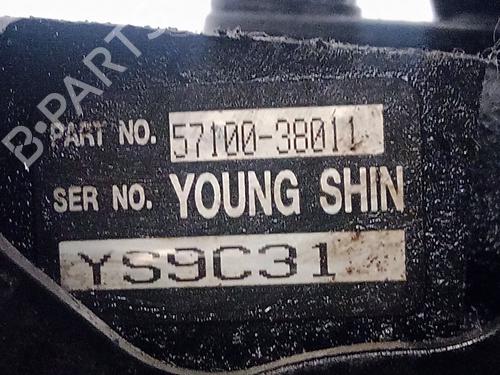 B-PARTS
PART NO. 57100-38011
SER NO. YOUNG SHIN
YS9C31